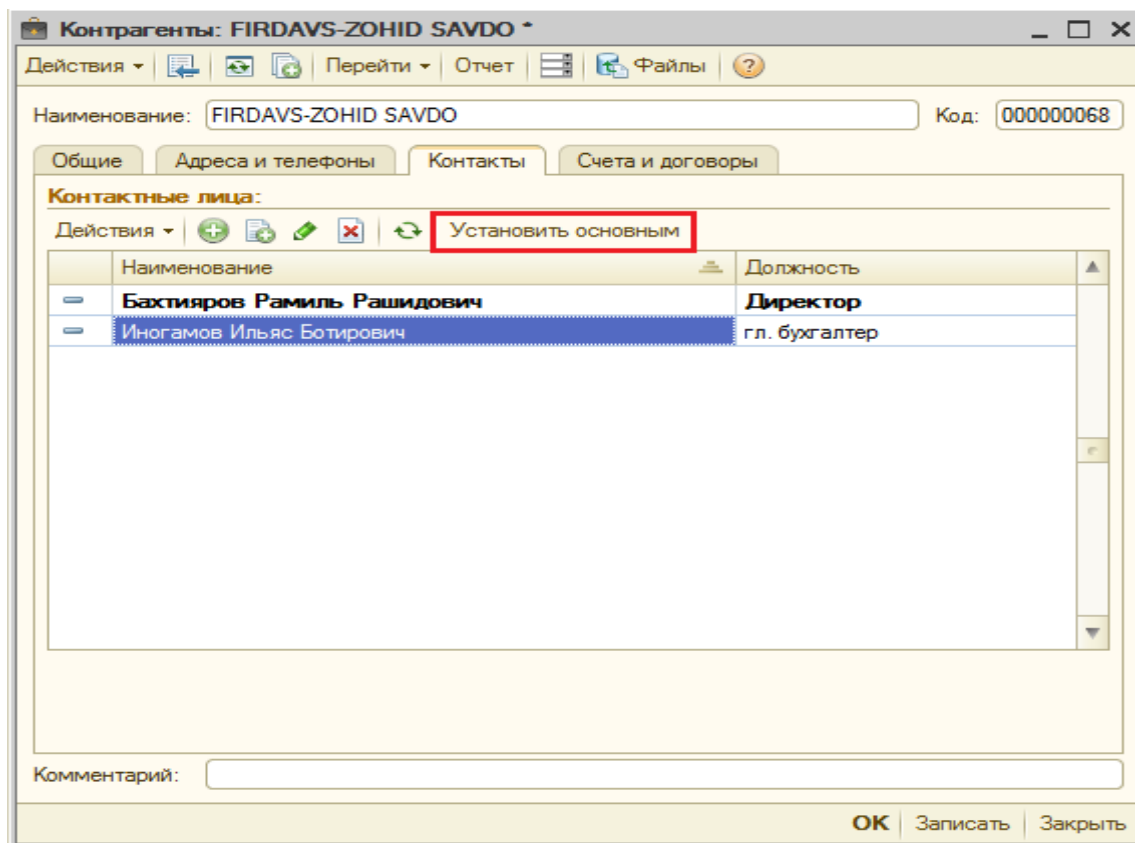 Контрагенты: FIRDAVS-ZOHID SAVDO *
Действия Перейти Отчет Файлы
Наименование: FIRDAVS-ZOHID SAVDO Код: 000000068
Общие Адреса и телефоны Контакты Счета и договоры
Контактные лица:
Действия Установить основным
Наименование Должность
Бахтияров Рамиль Рашидович Директор
Иногамов Ильяс Ботирович гл. бухгалтер
Комментарий:
OK Записать Закрыть